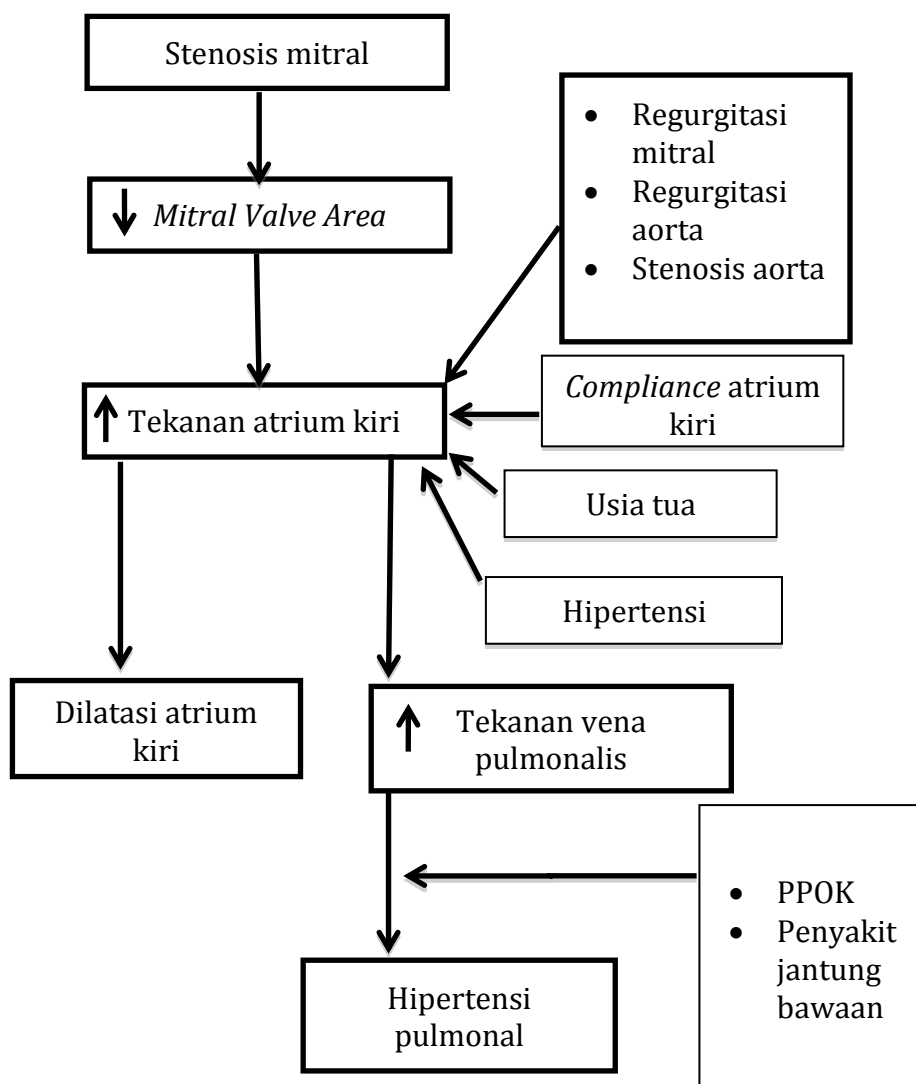 Stenosis mitral
↓ Mitral Valve Area
• Regurgitasi
mitral
• Regurgitasi
aorta
• Stenosis aorta
↑ Tekanan atrium kiri
Compliance atrium
kiri
Usia tua
Hipertensi
Dilatasi atrium
kiri
↑ Tekanan vena
pulmonalis
• PPOK
• Penyakit
jantung
bawaan
Hipertensi
pulmonal